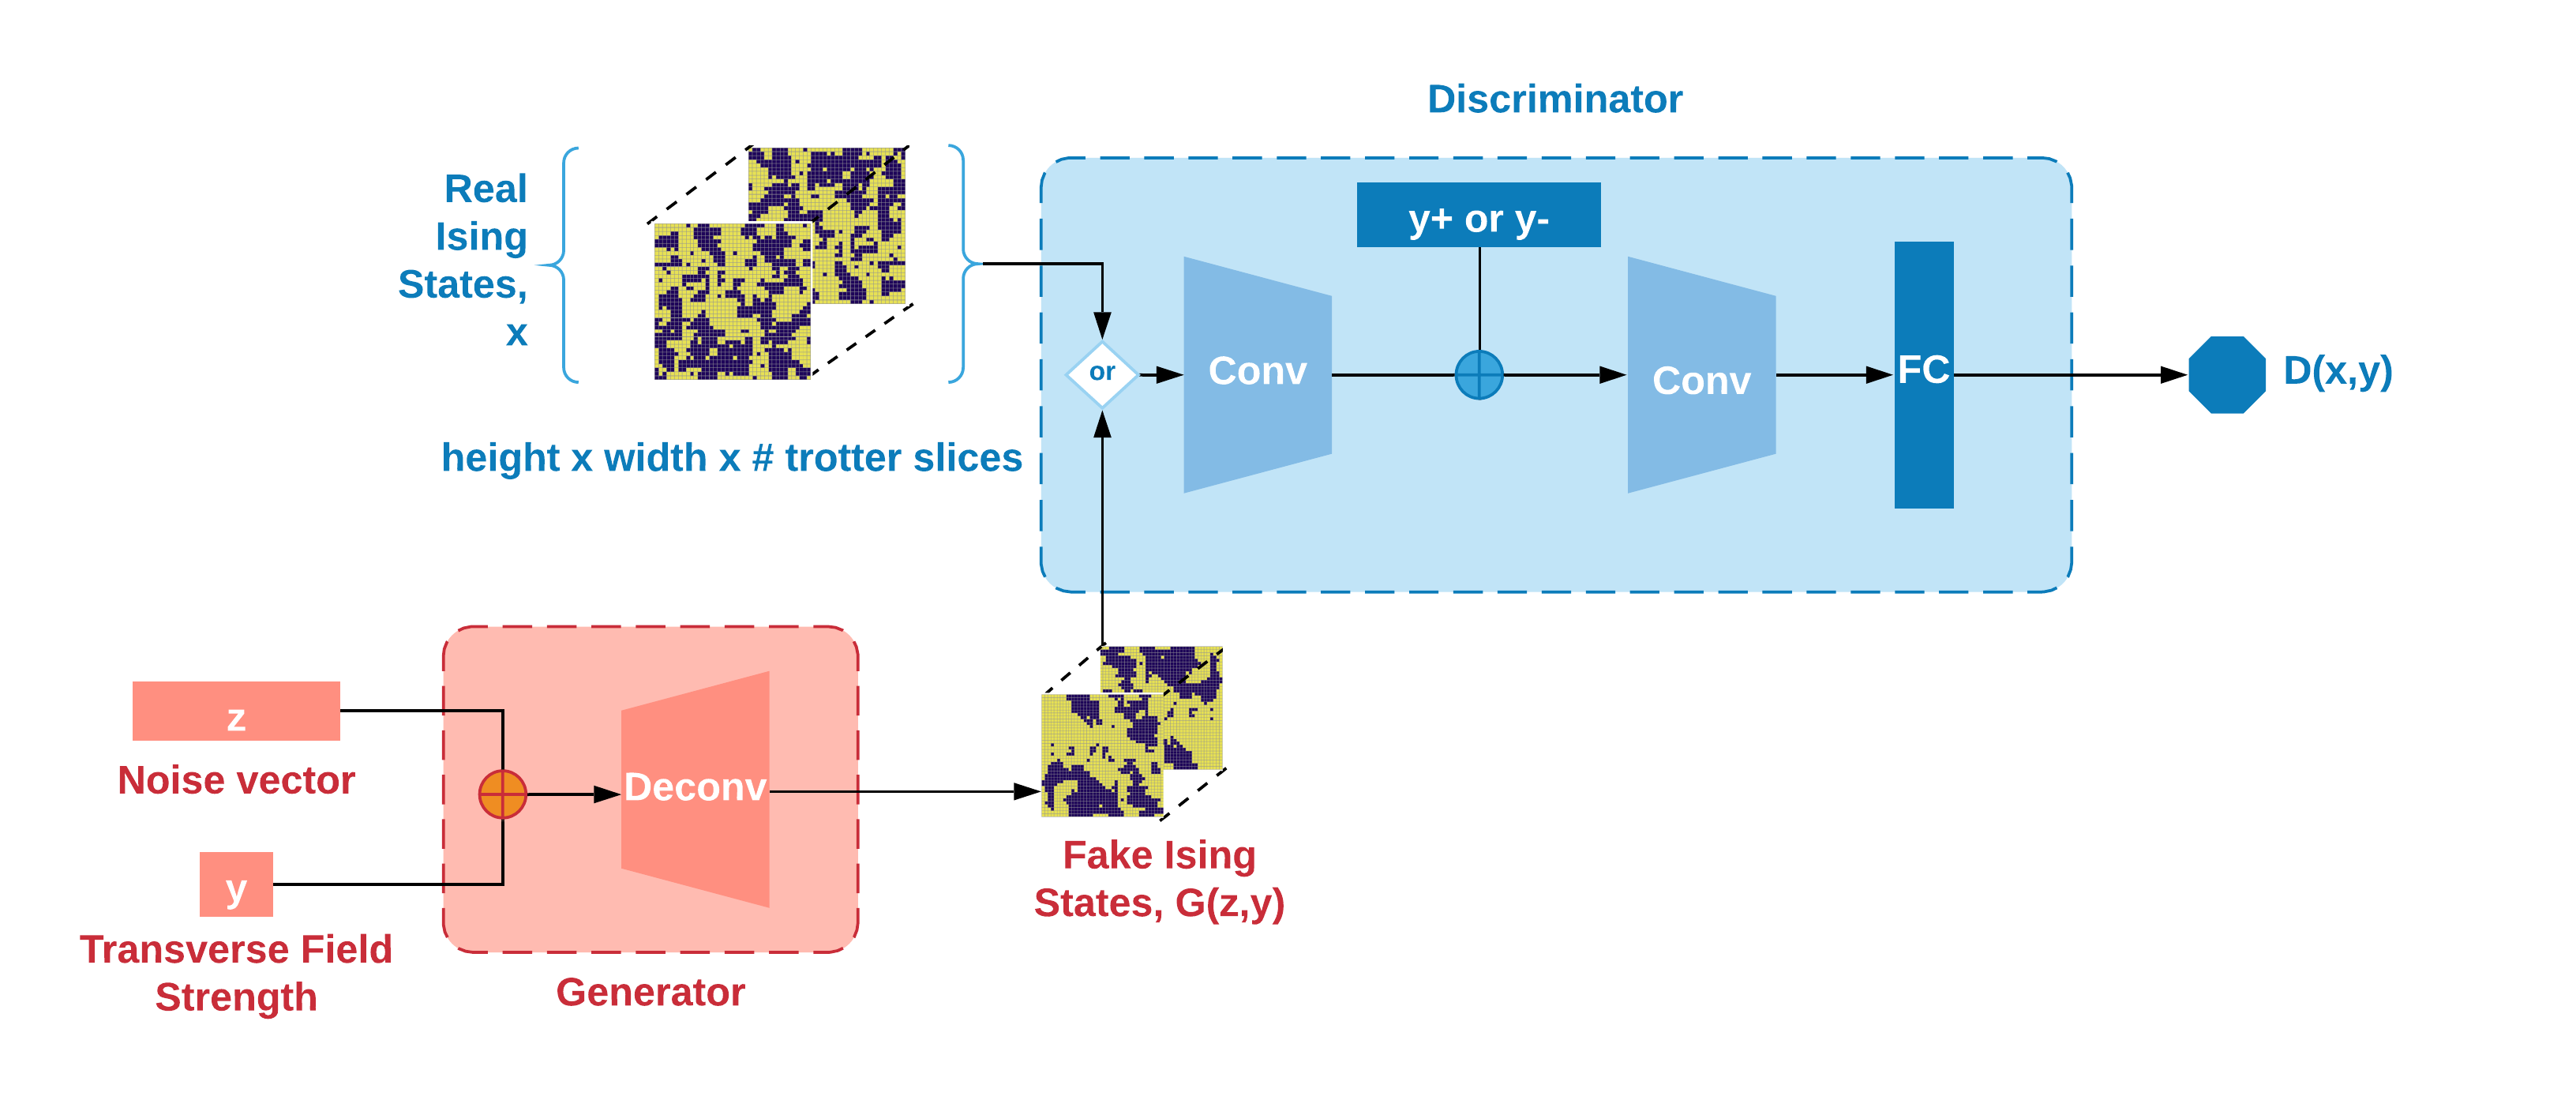 Discriminator
Real
Ising
States,
x
y+ or y-
or
Conv
Conv
FC
D(x,y)
height x width x # trotter slices
z
Noise vector
Deconv
y
Transverse Field
Strength
Generator
Fake Ising
States, G(z,y)